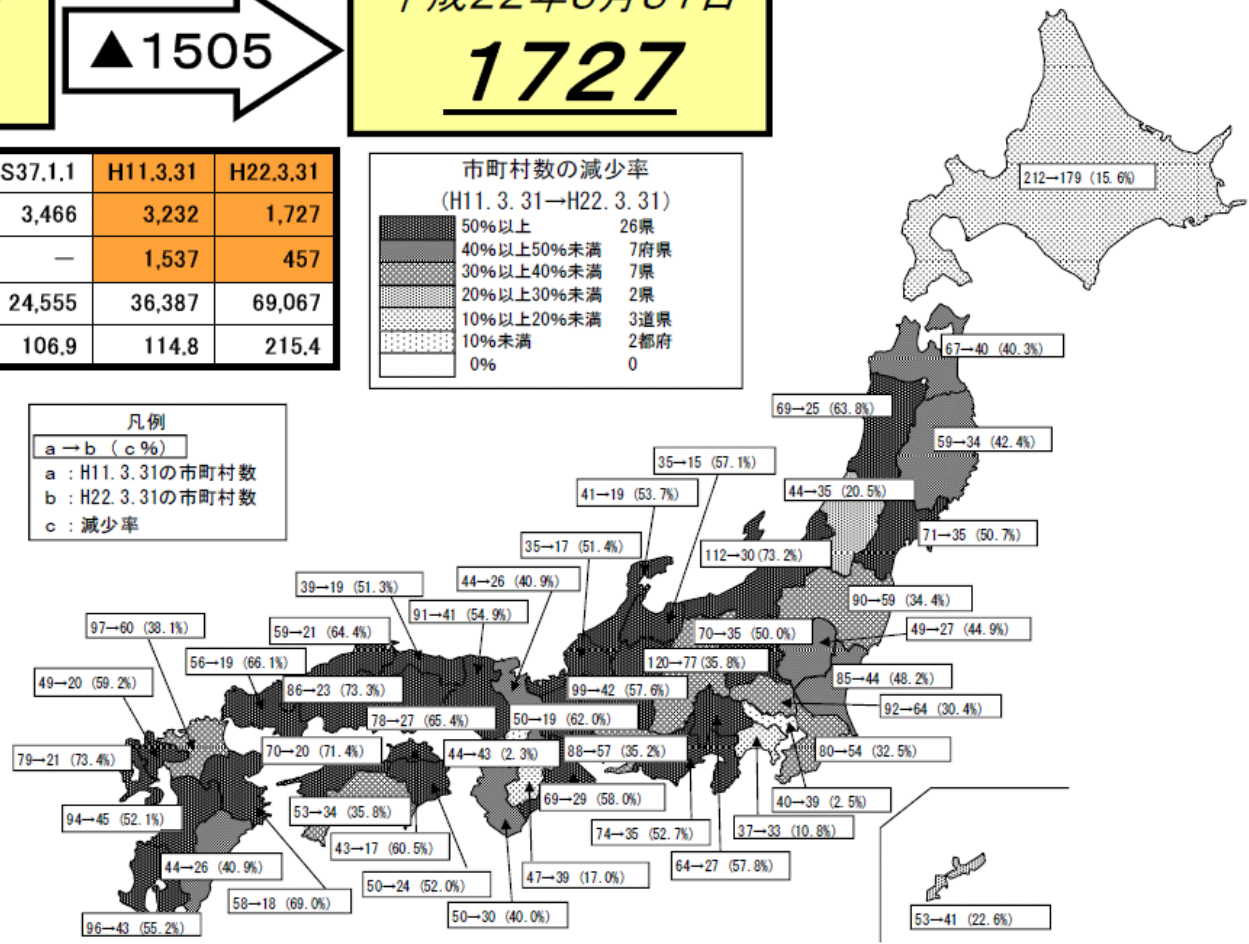 ▲1505
1727
S37.1.1 H11.3.31 H22.3.31
3,466 3,232 1,727
― 1,537 457
24,555 36,387 69,067
106.9 114.8 215.4
市町村数の減少率
(H11.3.31→H22.3.31)
50%以上 26県
40%以上50%未満 7府県
30%以上40%未満 7県
20%以上30%未満 2県
10%以上20%未満 3道県
10%未満 2都府
0% 0
凡例
a→b (c%)
a:H11.3.31の市町村数
b:H22.3.31の市町村数
c:減少率
212→179 (15.6%)
67→40 (40.3%)
69→25 (63.8%)
59→34 (42.4%)
35→15 (57.1%)
44→35 (20.5%)
41→19 (53.7%)
71→35 (50.7%)
35→17 (51.4%)
112→30(73.2%)
44→26 (40.9%)
39→19 (51.3%)
90→59 (34.4%)
91→41 (54.9%)
97→60 (38.1%)
59→21 (64.4%)
70→35 (50.0%)
49→27 (44.9%)
56→19 (66.1%)
120→77(35.8%)
49→20 (59.2%)
86→23 (73.3%)
99→42 (57.6%)
85→44 (48.2%)
92→64 (30.4%)
78→27 (65.4%)
50→19 (62.0%)
79→21 (73.4%)
70→20 (71.4%)
44→43 (2.3%)
88→57 (35.2%)
80→54 (32.5%)
69→29 (58.0%)
40→39 (2.5%)
94→45 (52.1%)
53→34 (35.8%)
74→35 (52.7%)
37→33 (10.8%)
43→17 (60.5%)
44→26 (40.9%)
64→27 (57.8%)
50→24 (52.0%)
47→39 (17.0%)
58→18 (69.0%)
50→30 (40.0%)
96→43 (55.2%)
53→41 (22.6%)